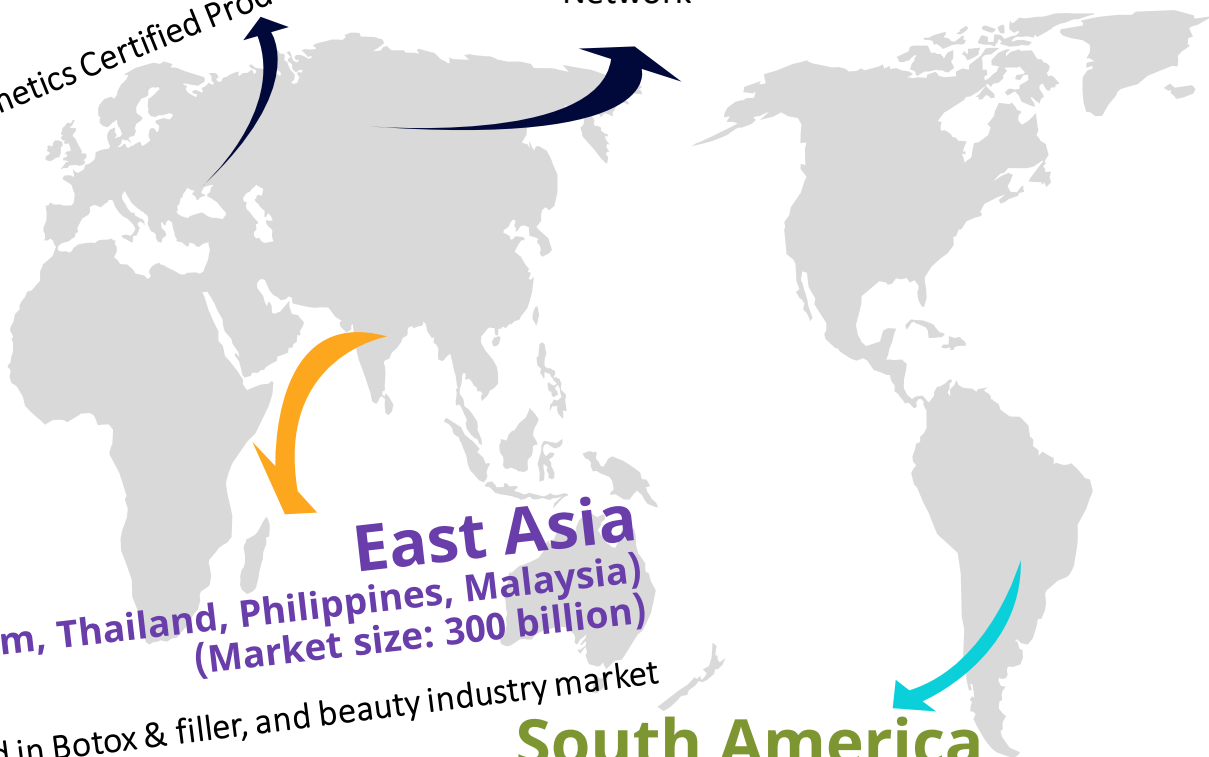 Certified Prod
Network
East Asia
Thailand, Philippines, Malaysia)
(Market size: 300 billion)
in Botox & filler, and beauty industry market
South America